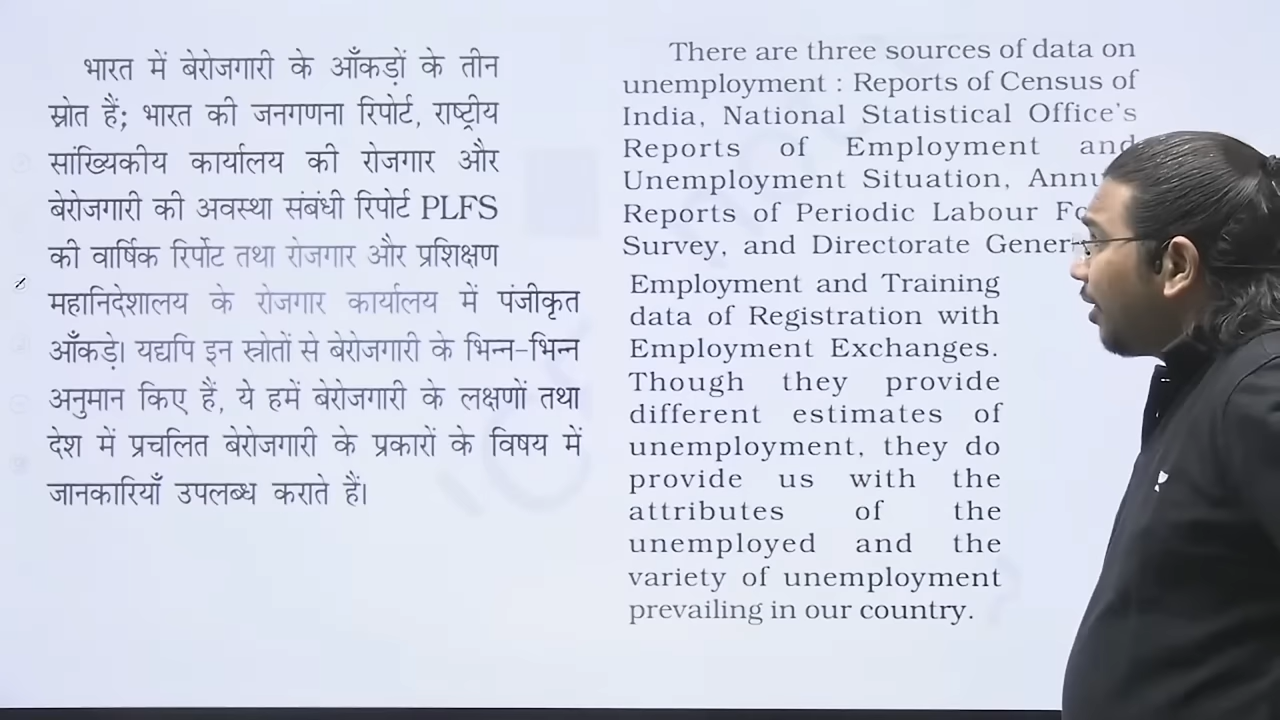 भारत में बेरोजगारी के आँकड़ों के तीन
स्रोत हैं; भारत की जनगणना रिपोर्ट, राष्ट्रीय
सांख्यिकीय कार्यालय की रोजगार और
बेरोजगारी की अवस्था संबंधी रिपोर्ट PLFS
की वार्षिक रिर्पोट तथा रोजगार और प्रशिक्षण
महानिदेशालय के रोजगार कार्यालय में पंजीकृत
आँकड़े। यद्यपि इन स्त्रोतों से बेरोजगारी के भिन्न-भिन्न
अनुमान किए हैं, ये हमें बेरोजगारी के लक्षणों तथा
देश में प्रचलित बेरोजगारी के प्रकारों के विषय में
जानकारियाँ उपलब्ध कराते हैं।
There are three sources of data on
unemployment : Reports of Census of
India, National Statistical Office's
Reports of Employment and
Unemployment Situation,
Reports of Periodic Labour
Survey, and Directorate
Employment and Training
data of Registration with
Employment Exchanges.
Though they provide
different estimates of
unemployment, they do
provide us with the
attributes of the
unemployed and the
variety of unemployment
prevailing in our country.